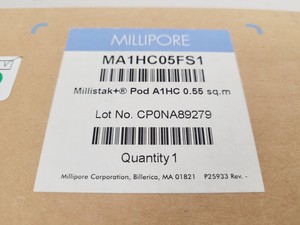 MILLIPORE
MA1HC05FS1
Millistak+® Pod A1HC 0.55 sq.m
Lot No. CP0NA89279
Quantity 1
Millipore Corporation, Billerica, MA 01821 P25933 Rev. -